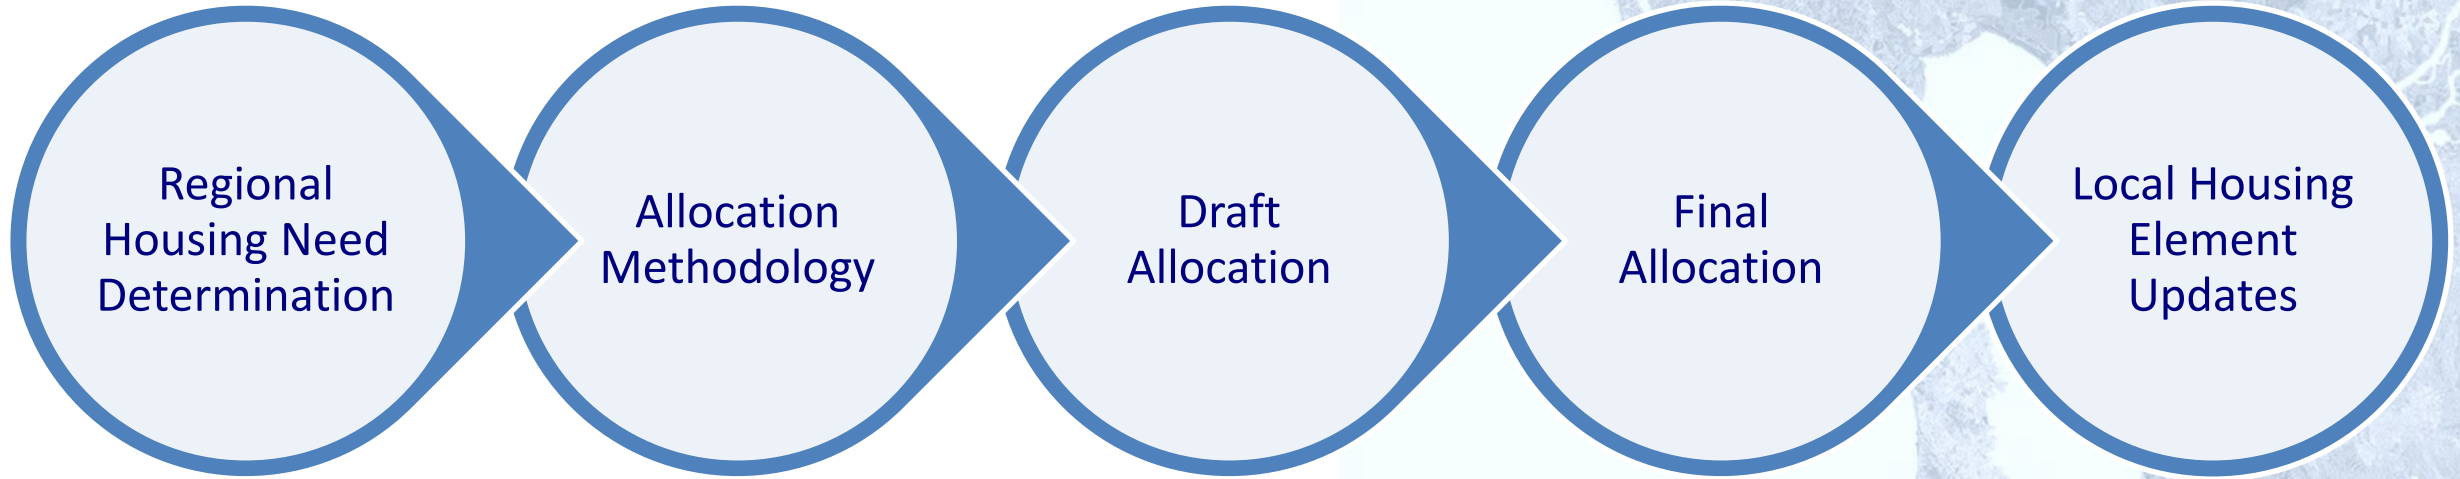 Regional
Housing Need
Determination
Allocation
Methodology
Draft
Allocation
Final
Allocation
Local Housing
Element
Updates